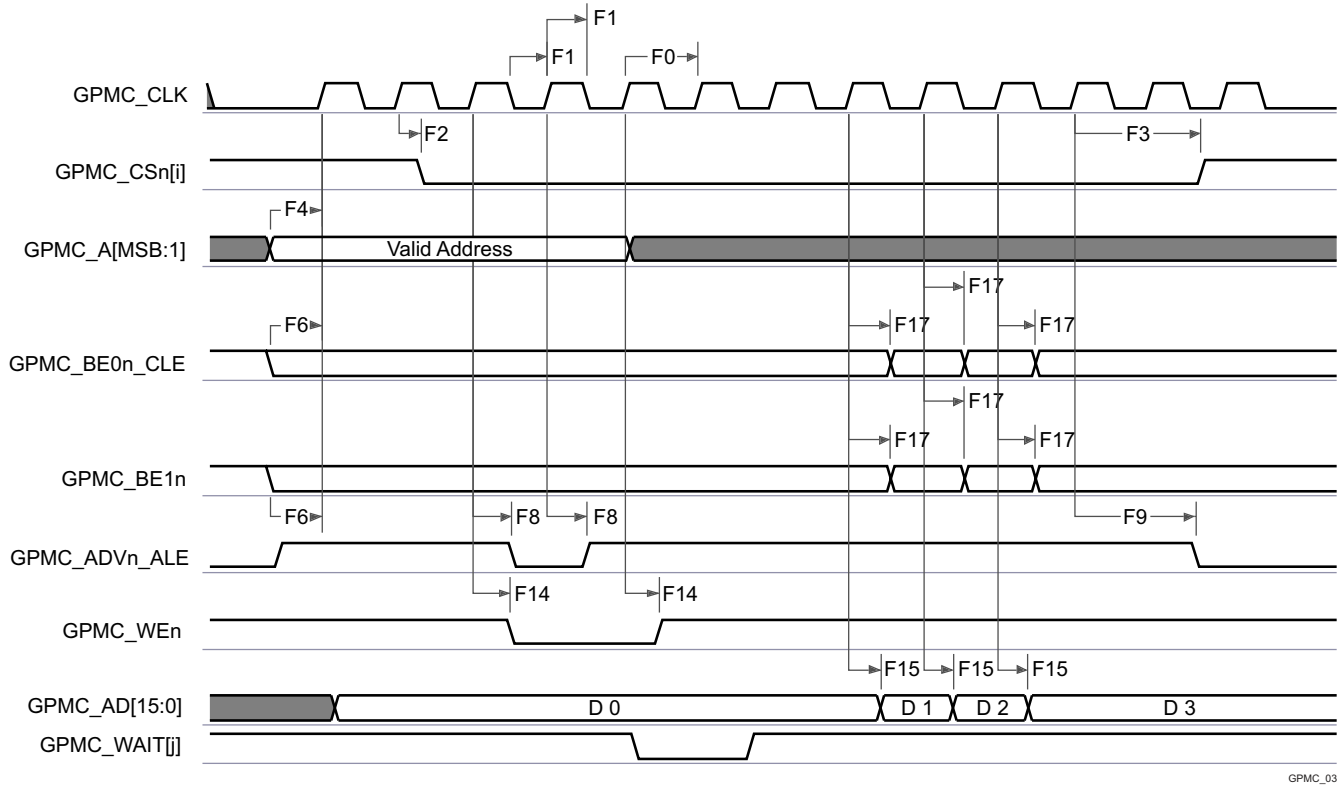 F1
F1
F0
GPMC_CLK
F2
F3
GPMC_CSn[i]
F4
GPMC_A[MSB:1]
Valid Address
F17
F6
F17
F17
GPMC_BE0n_CLE
F17
F17
F17
GPMC_BE1n
F6
F8
F8
F9
GPMC_ADVn_ALE
F14
F14
GPMC_WEn
F15
F15
F15
GPMC_AD[15:0]
D 0
D 1
D 2
D 3
GPMC_WAIT[j]
GPMC_03